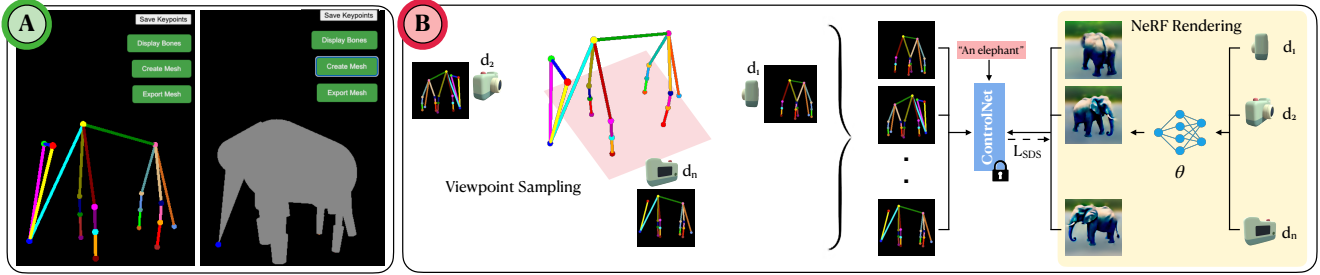 A
Save Keypoints
Display Bones
Create Mesh
Export Mesh
Save Keypoints
Display Bones
Create Mesh
Export Mesh
B
d₂
d₁
dₙ
Viewpoint Sampling
"An elephant"
ControlNet
L_SDS
NeRF Rendering
θ
d₁
d₂
dₙ